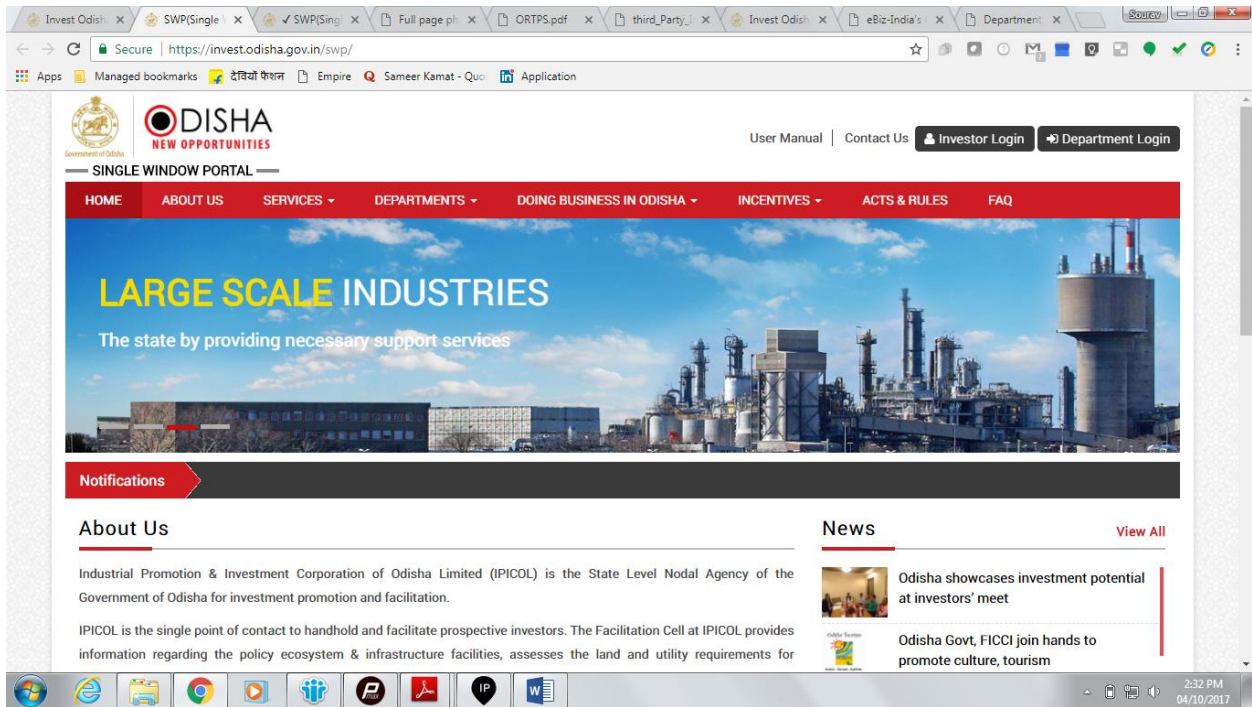 Invest Odish
SWP(Single
✓ SWP(Singl
Full page ph
ORTPS.pdf
third_Party_
Invest Odish
eBiz-India's
Department
Sourav
Secure | https://invest.odisha.gov.in/swp/
Apps Managed bookmarks देवियों फैशन Empire Sameer Kamat - Quo Application
Government of Odisha
ODISHA
NEW OPPORTUNITIES
SINGLE WINDOW PORTAL
User Manual | Contact Us Investor Login Department Login
HOME ABOUT US SERVICES DEPARTMENTS DOING BUSINESS IN ODISHA INCENTIVES ACTS & RULES FAQ
LARGE SCALE INDUSTRIES
The state by providing necessary support services
Notifications
About Us
Industrial Promotion & Investment Corporation of Odisha Limited (IPICOL) is the State Level Nodal Agency of the
Government of Odisha for investment promotion and facilitation.
IPICOL is the single point of contact to handhold and facilitate prospective investors. The Facilitation Cell at IPICOL provides
information regarding the policy ecosystem & infrastructure facilities, assesses the land and utility requirements for
News
View All
Odisha showcases investment potential
at investors' meet
Odisha Govt, FICCI join hands to
promote culture, tourism
IP
2:32 PM
04/10/2017